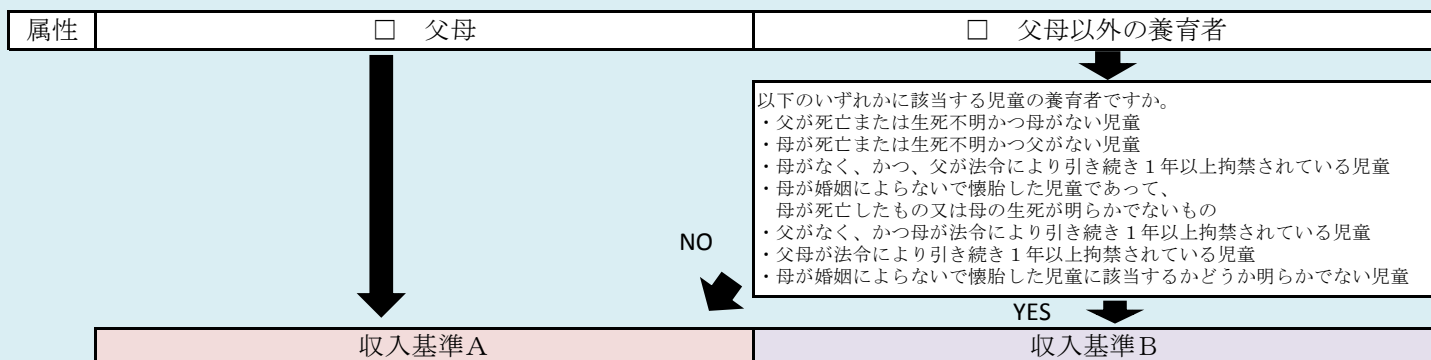 属性
□ 父母
□ 父母以外の養育者
以下のいずれかに該当する児童の養育者ですか。
・父が死亡または生死不明かつ母がない児童
・母が死亡または生死不明かつ父がない児童
・母がなく、かつ、父が法令により引き続き１年以上拘禁されている児童
・母が婚姻によらないで懐胎した児童であって、
母が死亡したもの又は母の生死が明らかでないもの
・父がなく、かつ母が法令により引き続き１年以上拘禁されている児童
・父母が法令により引き続き１年以上拘禁されている児童
・母が婚姻によらないで懐胎した児童に該当するかどうか明らかでない児童
NO
YES
収入基準A
収入基準B